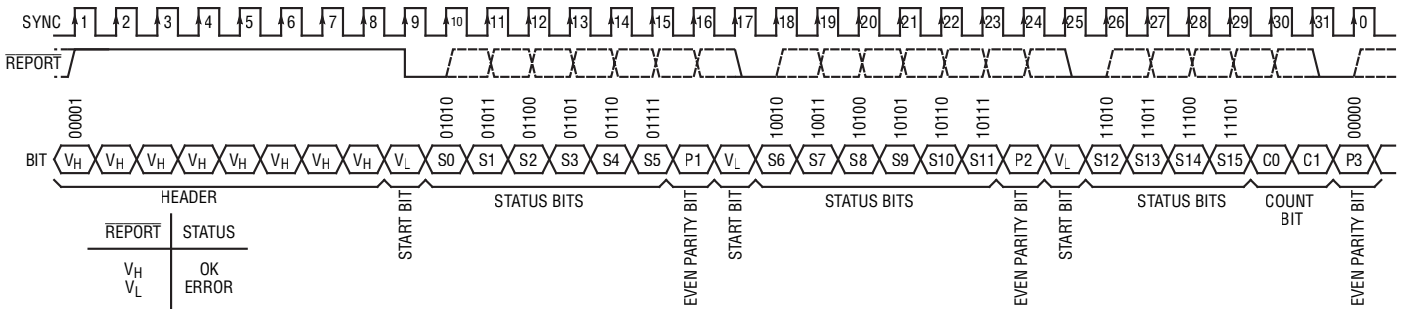 SYNC 1 2 3 4 5 6 7 8 9 10 11 12 13 14 15 16 17 18 19 20 21 22 23 24 25 26 27 28 29 30 31 0
REPORT
00001 01010 01011 01100 01101 01110 01111 10010 10011 10100 10101 10110 10111 11010 11011 11100 11101 00000
BIT VH VH VH VH VH VH VH VH VL S0 S1 S2 S3 S4 S5 P1 VL S6 S7 S8 S9 S10 S11 P2 VL S12 S13 S14 S15 C0 C1 P3
HEADER START BIT STATUS BITS EVEN PARITY BIT START BIT STATUS BITS EVEN PARITY BIT START BIT STATUS BITS COUNT BIT EVEN PARITY BIT
REPORT STATUS
VH OK
VL ERROR